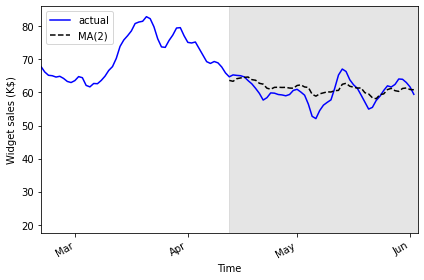 actual
MA(2)
Widget sales (K$)
80
70
60
50
40
30
20
Mar
Apr
May
Jun
Time